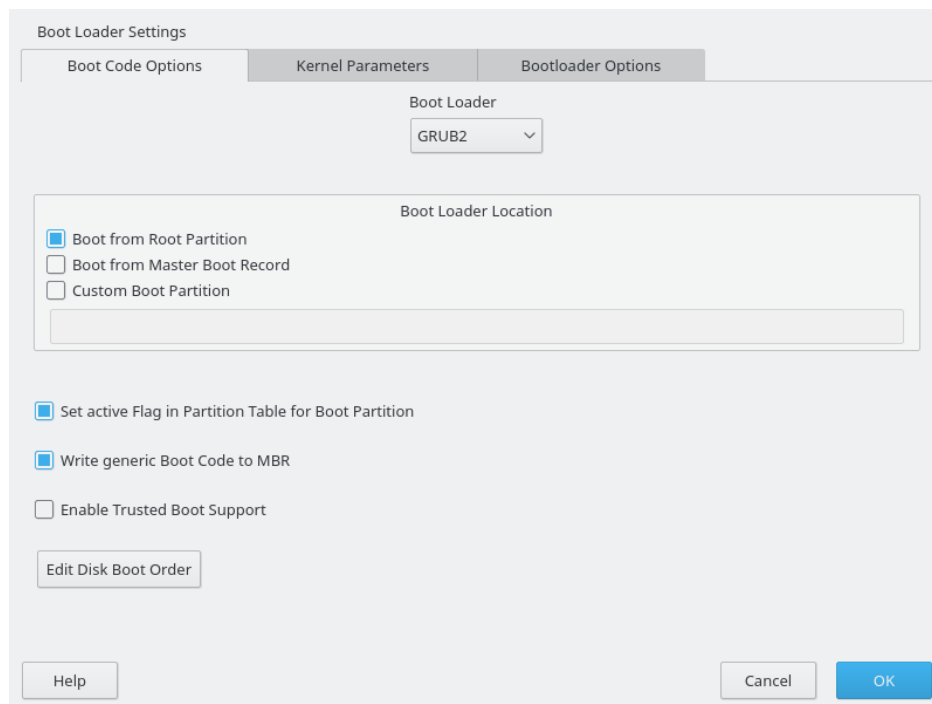 Boot Loader Settings
Boot Code Options Kernel Parameters Bootloader Options
Boot Loader
GRUB2
Boot Loader Location
Boot from Root Partition
Boot from Master Boot Record
Custom Boot Partition
Set active Flag in Partition Table for Boot Partition
Write generic Boot Code to MBR
Enable Trusted Boot Support
Edit Disk Boot Order
Help Cancel OK